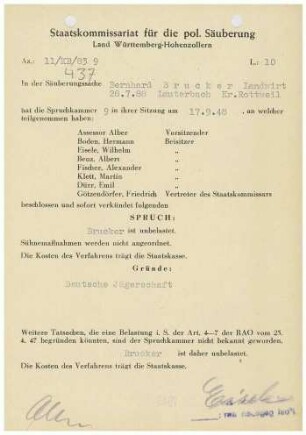 Staatskommissariat für die pol. Säuberung
Land Württemberg-Hohenzollern
Az.: 11/KB/83 9 L: 10
437
In der Säuberungssache Bernhard Brucker Landwirt
26.7.88 Lauterbach Kr.Rottweil
hat die Spruchkammer 9 in ihrer Sitzung am 17.9.48 , an welcher
teilgenommen haben:
Assessor Alber Vorsitzender
Boden, Hermann Beisitzer
Eisele, Wilhelm "
Benz, Albert "
Fischer, Alexander "
Klett, Martin "
Dürr, Emil "
Götzendörfer, Friedrich Vertreter des Staatskommissars
beschlossen und sofort verkündet folgenden
SPRUCH:
Brucker ist unbelastet.
Sühnemaßnahmen werden nicht angeordnet.
Die Kosten des Verfahrens trägt die Staatskasse.
Gründe:
Deutsche Jägerschaft
Weitere Tatsachen, die eine Belastung i. S. der Art. 4—7 der RAO vom 25.
4. 47 begründen könnten, sind der Spruchkammer nicht bekannt geworden.
Brucker ist daher unbelastet.
Die Kosten des Verfahrens trägt die Staatskasse.